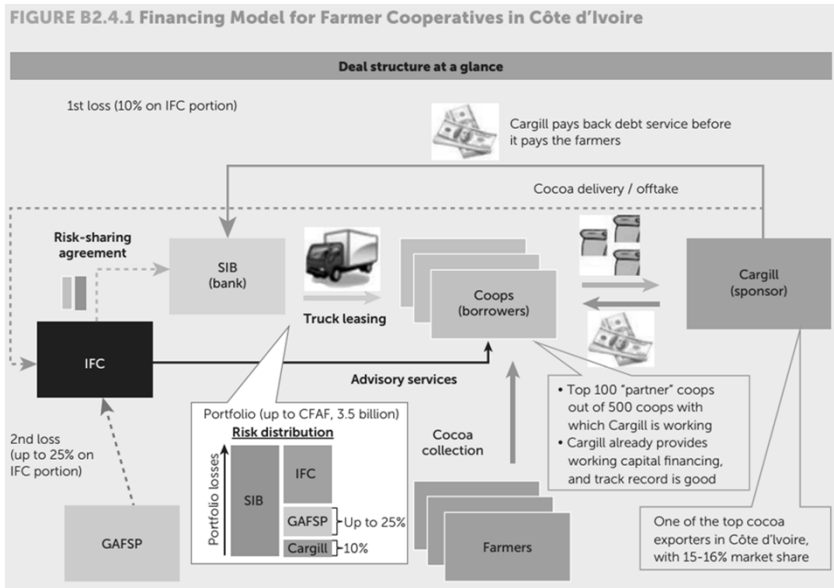 FIGURE B2.4.1 Financing Model for Farmer Cooperatives in Côte d’Ivoire
Deal structure at a glance
1st loss (10% on IFC portion)
Cargill pays back debt service before
it pays the farmers
Cocoa delivery / offtake
Risk-sharing
agreement
SIB
(bank)
Truck leasing
Coops
(borrowers)
Cargill
(sponsor)
IFC
Advisory services
2nd loss
(up to 25% on
IFC portion)
GAFSP
Portfolio (up to CFAF, 3.5 billion)
Risk distribution
Portfolio losses
SIB
IFC
GAFSP
Up to 25%
Cargill
10%
Cocoa
collection
Farmers
• Top 100 "partner" coops
out of 500 coops with
which Cargill is working
• Cargill already provides
working capital financing,
and track record is good
One of the top cocoa
exporters in Côte d’Ivoire,
with 15-16% market share